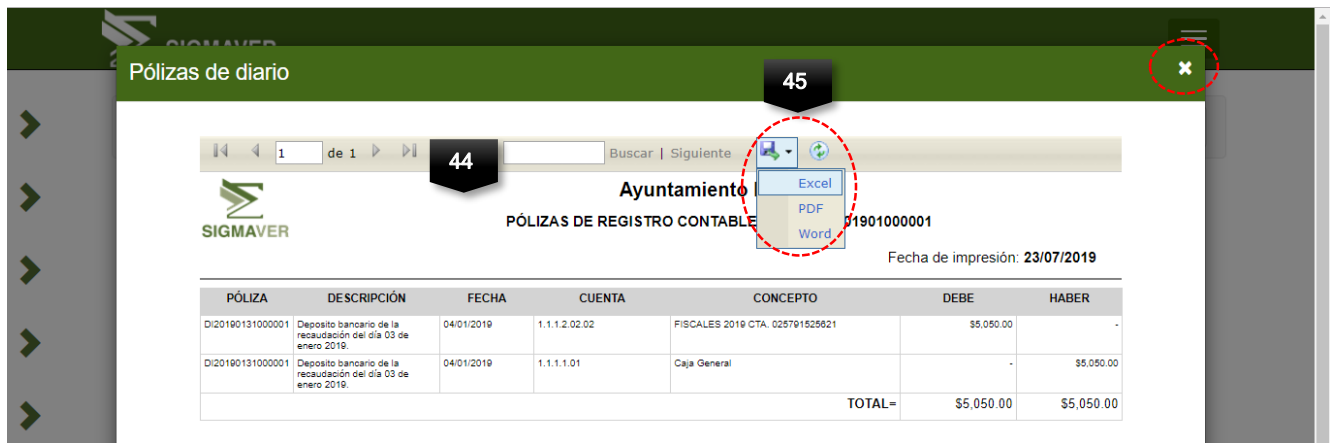 SIGMAVER
Pólizas de diario
45
1 de 1
44
Buscar | Siguiente
Excel
PDF
Word
Ayuntamiento
SIGMAVER
PÓLIZAS DE REGISTRO CONTABLE 01901000001
Fecha de impresión: 23/07/2019
PÓLIZA DESCRIPCIÓN FECHA CUENTA CONCEPTO DEBE HABER
DI20190131000001 Deposito bancario de la 04/01/2019 1.1.1.2.02.02 FISCALES 2019 CTA. 025791525621 $5,050.00 -
recaudación del día 03 de
enero 2019.
DI20190131000001 Deposito bancario de la 04/01/2019 1.1.1.1.01 Caja General - $5,050.00
recaudación del día 03 de
enero 2019.
TOTAL= $5,050.00 $5,050.00